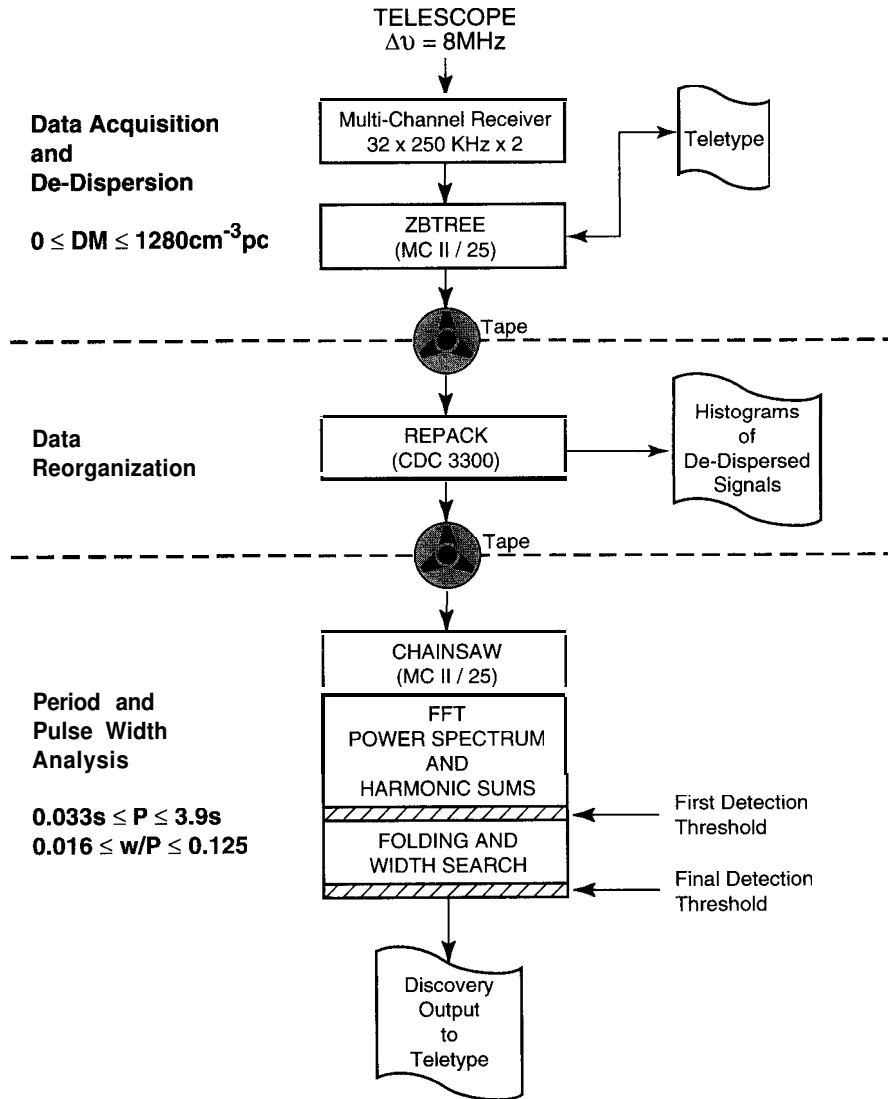 TELESCOPE
Δυ = 8MHz
Data Acquisition
and
De-Dispersion
0 ≤ DM ≤ 1280cm⁻³pc
Multi-Channel Receiver
32 x 250 KHz x 2
Teletype
ZBTREE
(MC II / 25)
Tape
Data
Reorganization
REPACK
(CDC 3300)
Histograms
of
De-Dispersed
Signals
Tape
Period and
Pulse Width
Analysis
0.033s ≤ P ≤ 3.9s
0.016 ≤ w/P ≤ 0.125
CHAINSAW
(MC II / 25)
FFT
POWER SPECTRUM
AND
HARMONIC SUMS
First Detection
Threshold
FOLDING AND
WIDTH SEARCH
Final Detection
Threshold
Discovery
Output
to
Teletype